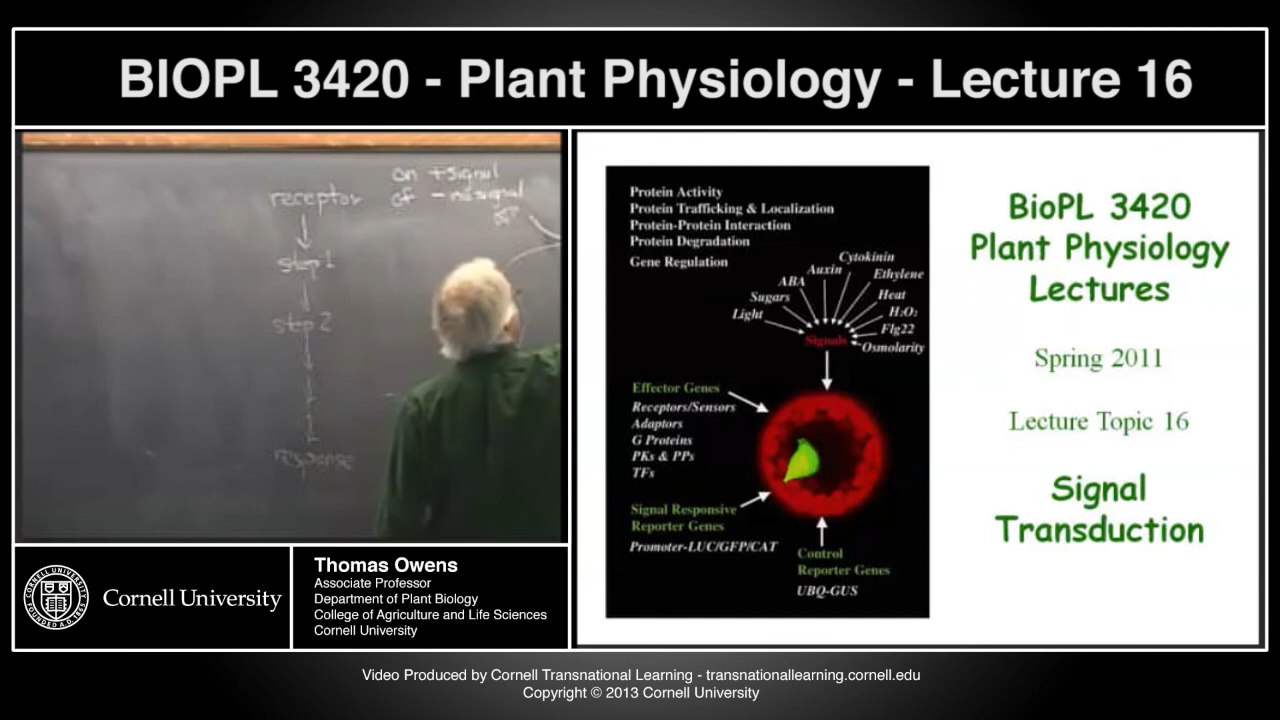 BIOPL 3420 - Plant Physiology - Lecture 16
on + signal
receptor
of - no signal
step 1
step 2
response
Protein Activity
Protein Trafficking & Localization
Protein-Protein Interaction
Protein Degradation
Gene Regulation
Cytokinin
Auxin
Ethylene
ABA
Heat
Sugars
H₂O₂
Light
Flg22
Signals
Osmolarity
Effector Genes
Receptors/Sensors
Adaptors
G Proteins
PKs & PPs
TFs
Signal Responsive
Reporter Genes
Promoter-LUC/GFP/CAT
Control
Reporter Genes
UBQ-GUS
BioPL 3420
Plant Physiology
Lectures
Spring 2011
Lecture Topic 16
Signal
Transduction
CORNELL UNIVERSITY
FOUNDED A.D. 1865
Cornell University
Thomas Owens
Associate Professor
Department of Plant Biology
College of Agriculture and Life Sciences
Cornell University
Video Produced by Cornell Transnational Learning - transnationallearning.cornell.edu
Copyright © 2013 Cornell University